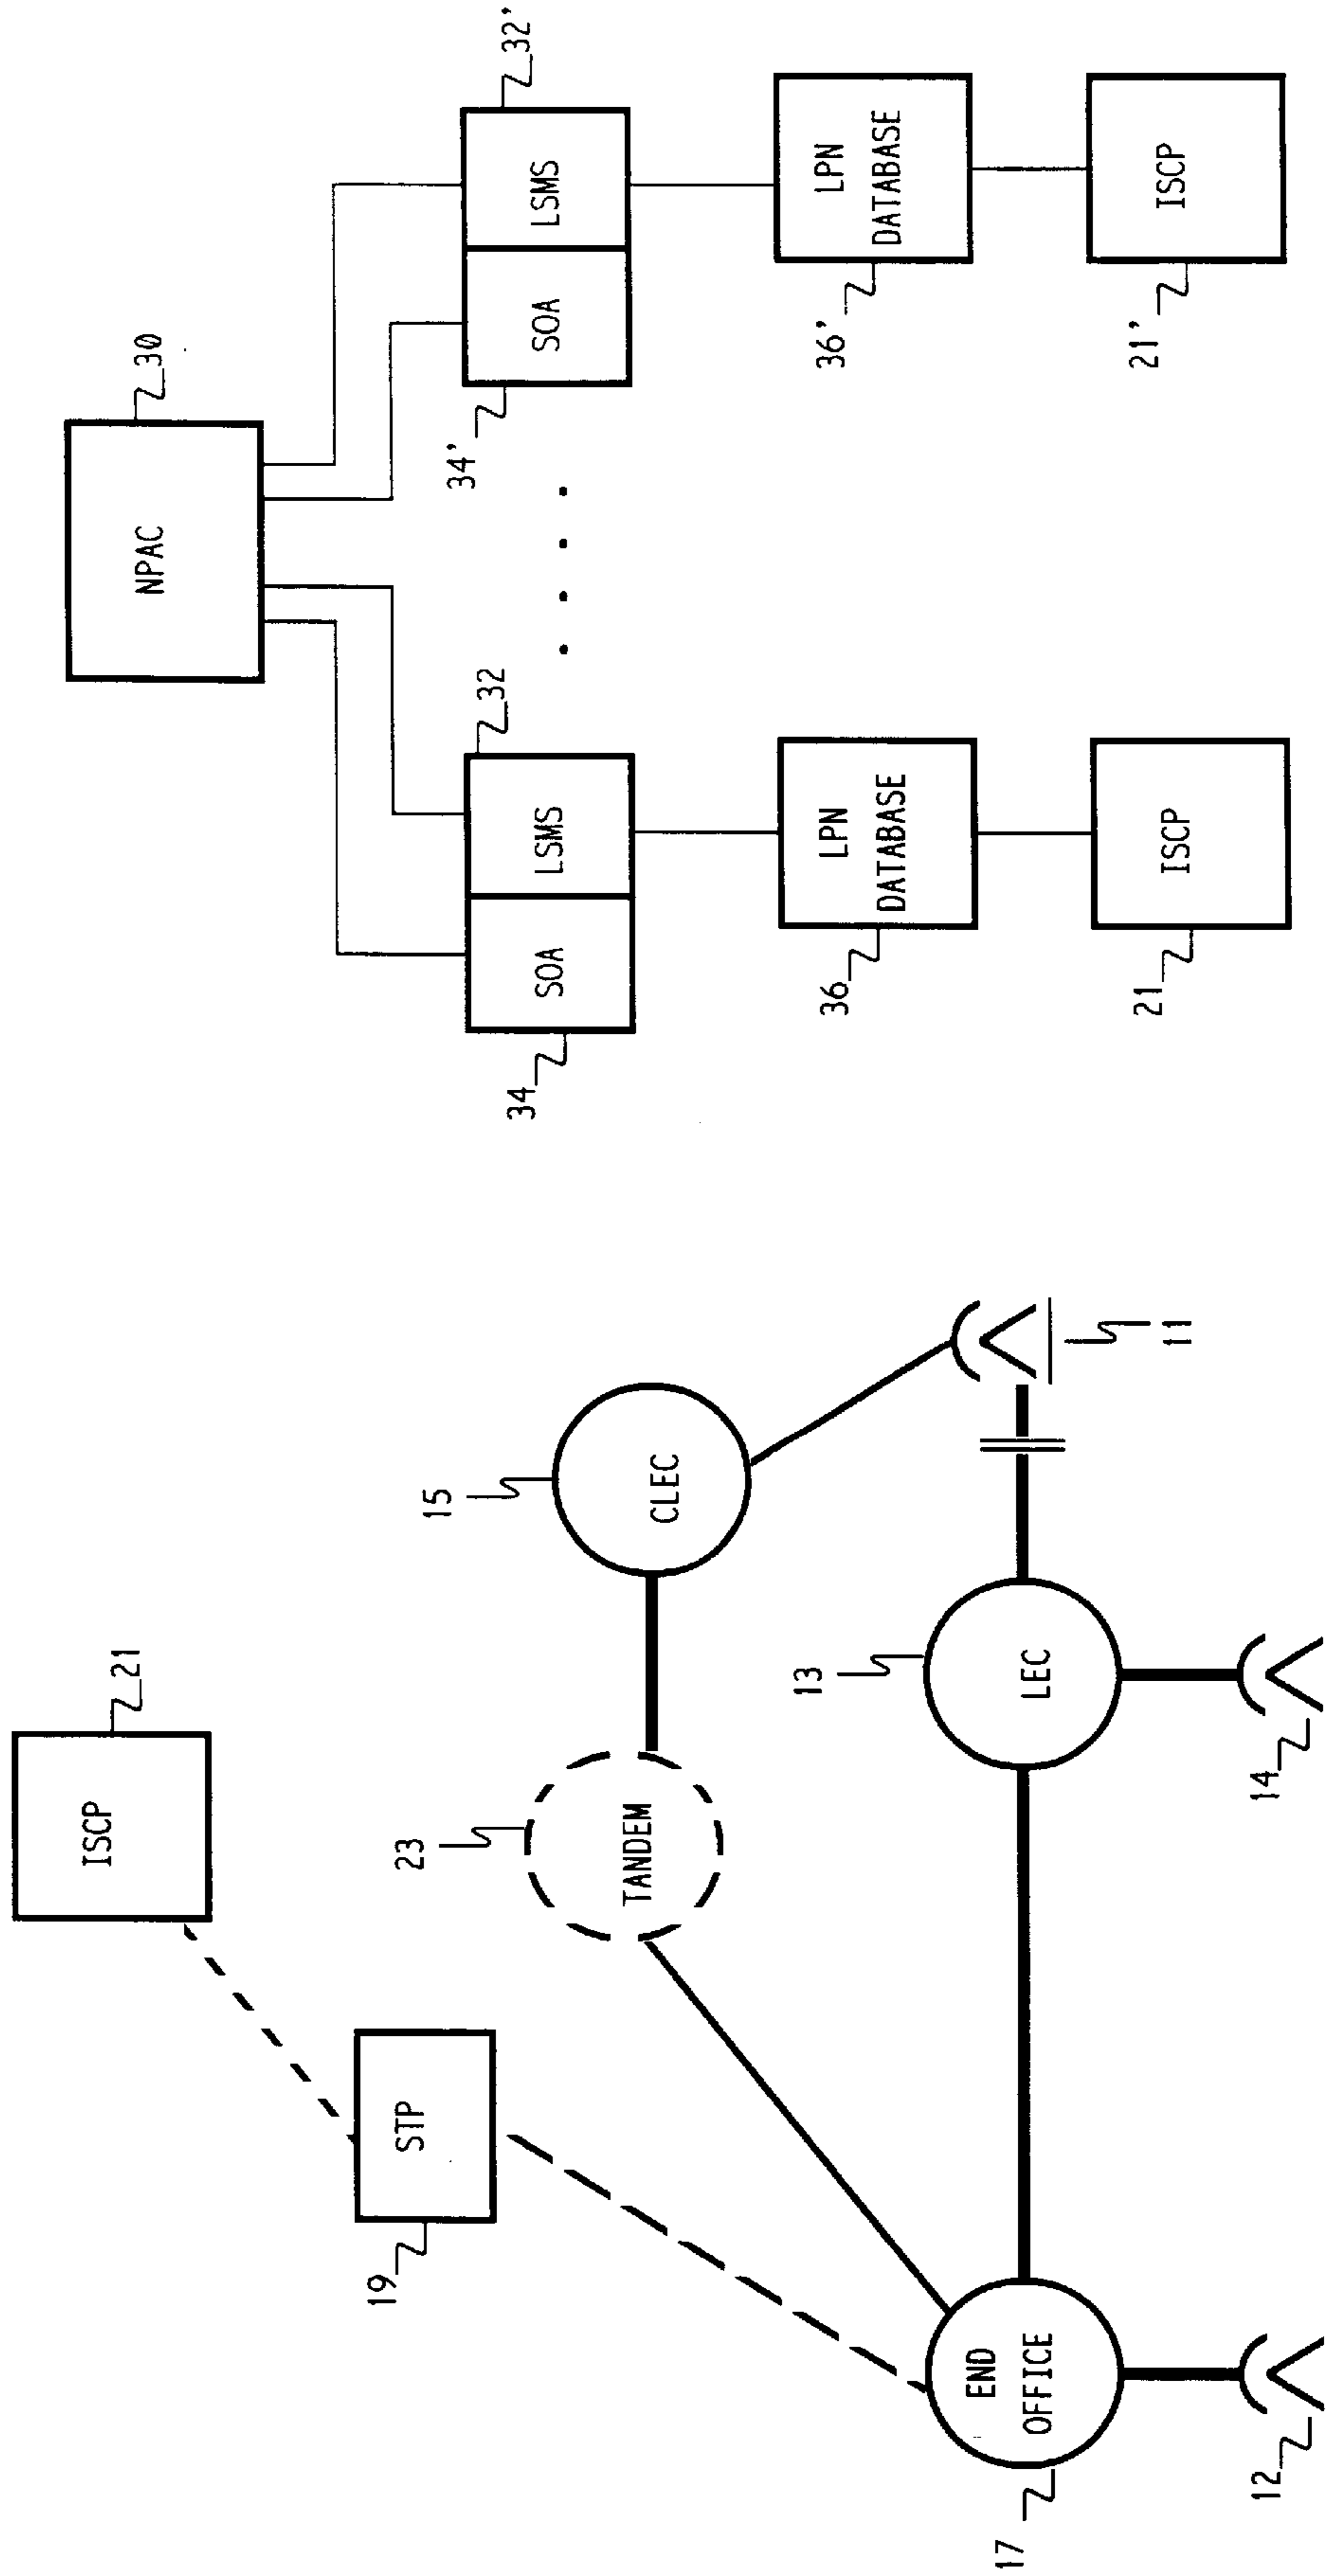 ISCP
21
STP
19
23
TANDEM
15
CLEC
END
OFFICE
17
13
LEC
11
12
14
NPAC
30
SOA
LSMS
32
34
SOA
LSMS
32'
34'
LPN
DATABASE
36
LPN
DATABASE
36'
ISCP
21
ISCP
21'